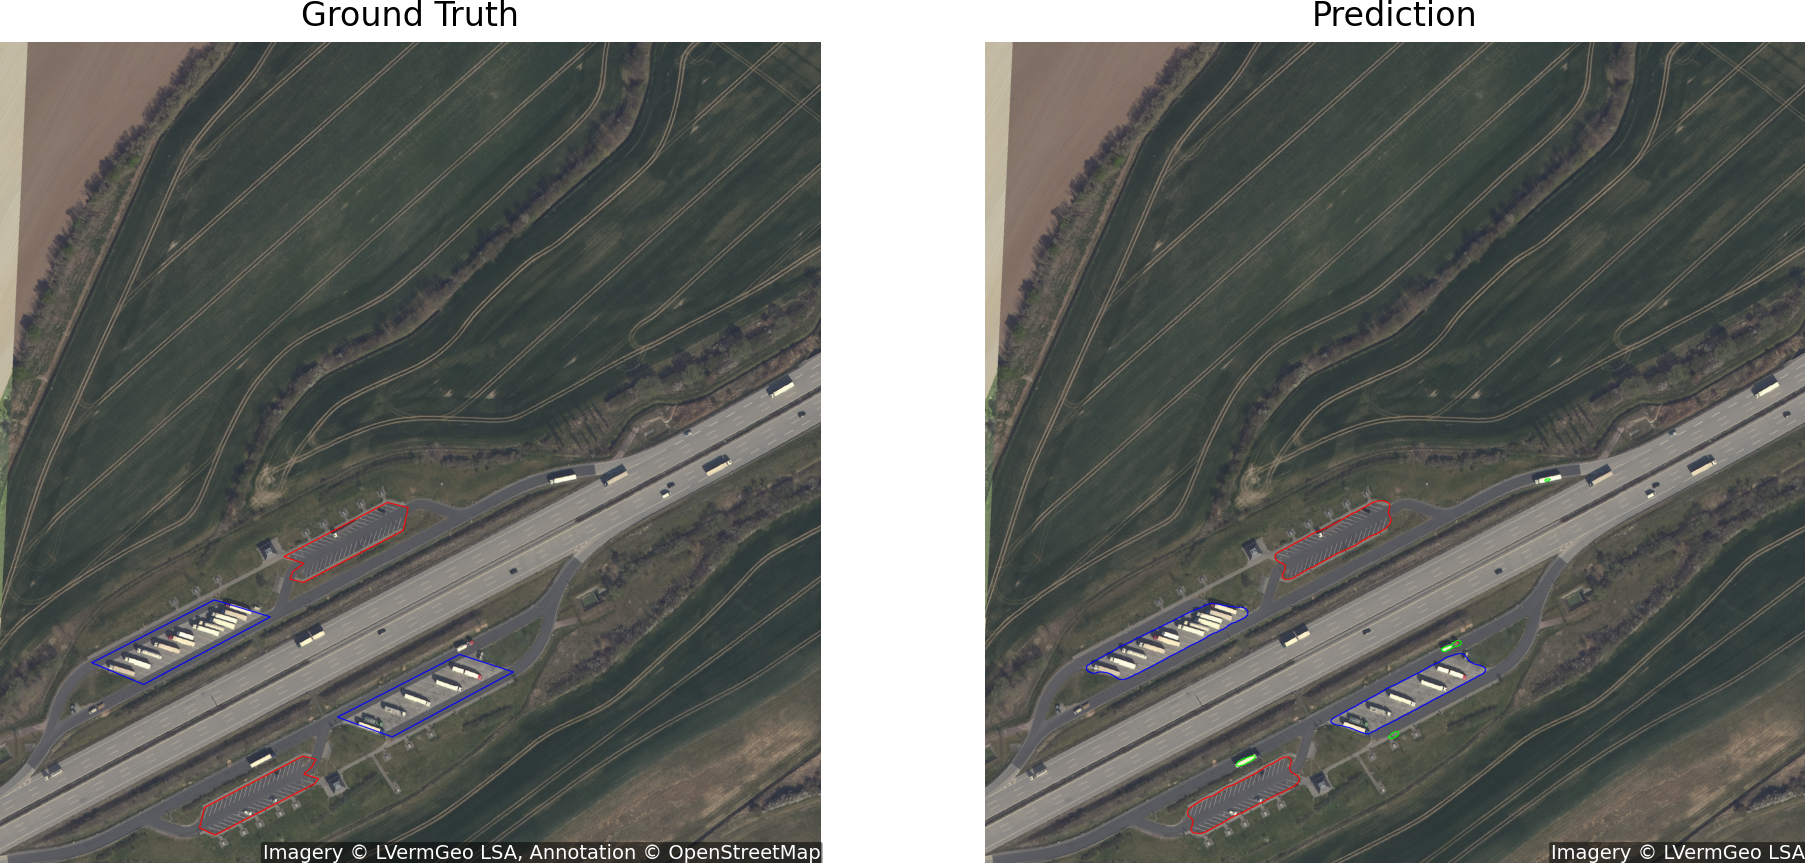 Ground Truth
Prediction
Imagery © LVermGeo LSA, Annotation © OpenStreetMap
Imagery © LVermGeo LSA